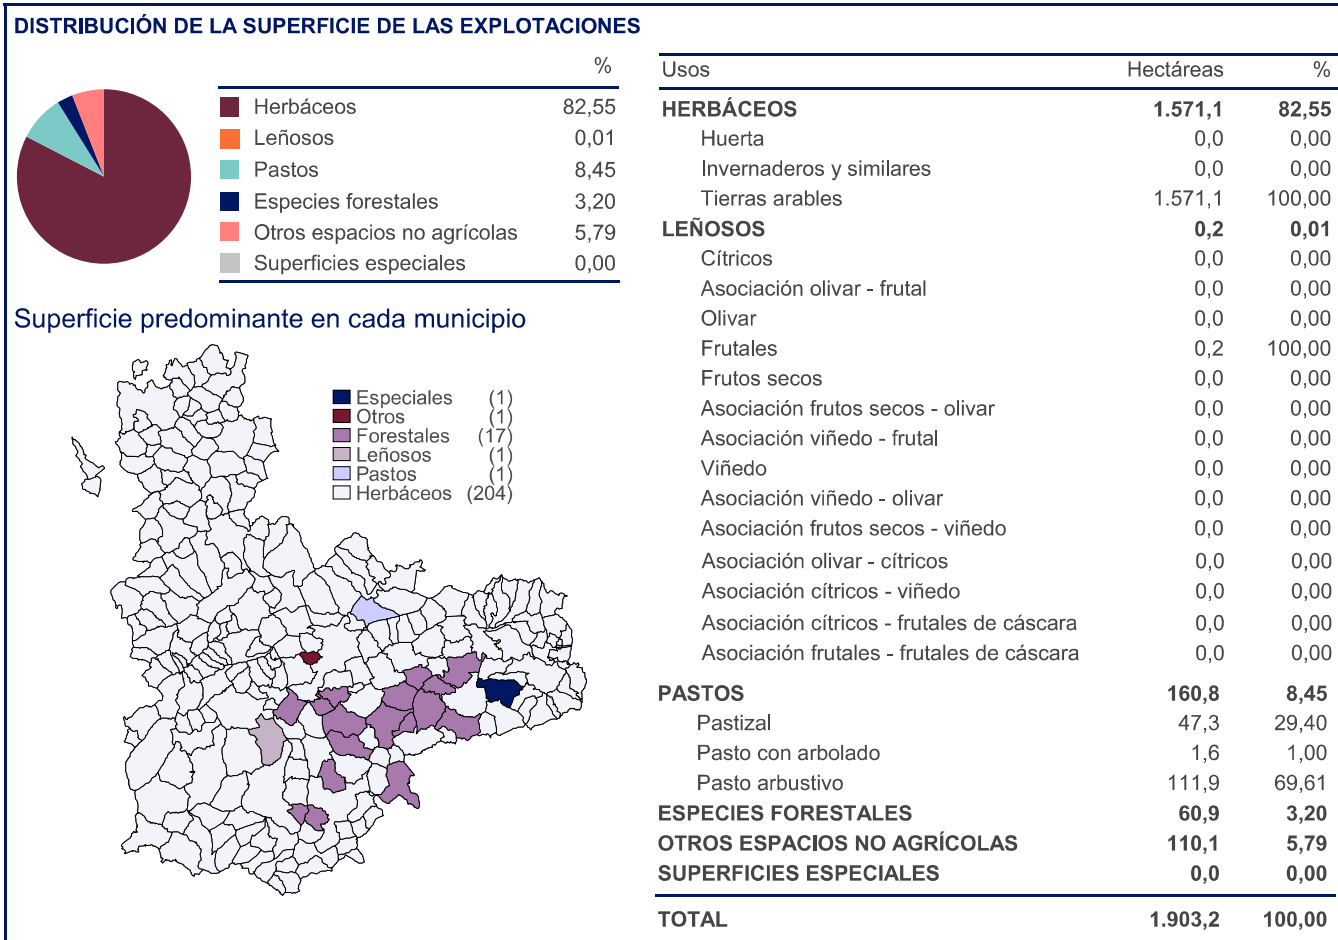 DISTRIBUCIÓN DE LA SUPERFICIE DE LAS EXPLOTACIONES
%
Herbáceos 82,55
Leñosos 0,01
Pastos 8,45
Especies forestales 3,20
Otros espacios no agrícolas 5,79
Superficies especiales 0,00
Superficie predominante en cada municipio
Especiales (1)
Otros (1)
Forestales (17)
Leñosos (1)
Pastos (1)
Herbáceos (204)
Usos Hectáreas %
HERBÁCEOS 1.571,1 82,55
Huerta 0,0 0,00
Invernaderos y similares 0,0 0,00
Tierras arables 1.571,1 100,00
LEÑOSOS 0,2 0,01
Cítricos 0,0 0,00
Asociación olivar - frutal 0,0 0,00
Olivar 0,0 0,00
Frutales 0,2 100,00
Frutos secos 0,0 0,00
Asociación frutos secos - olivar 0,0 0,00
Asociación viñedo - frutal 0,0 0,00
Viñedo 0,0 0,00
Asociación viñedo - olivar 0,0 0,00
Asociación frutos secos - viñedo 0,0 0,00
Asociación olivar - cítricos 0,0 0,00
Asociación cítricos - viñedo 0,0 0,00
Asociación cítricos - frutales de cáscara 0,0 0,00
Asociación frutales - frutales de cáscara 0,0 0,00
PASTOS 160,8 8,45
Pastizal 47,3 29,40
Pasto con arbolado 1,6 1,00
Pasto arbustivo 111,9 69,61
ESPECIES FORESTALES 60,9 3,20
OTROS ESPACIOS NO AGRÍCOLAS 110,1 5,79
SUPERFICIES ESPECIALES 0,0 0,00
TOTAL 1.903,2 100,00